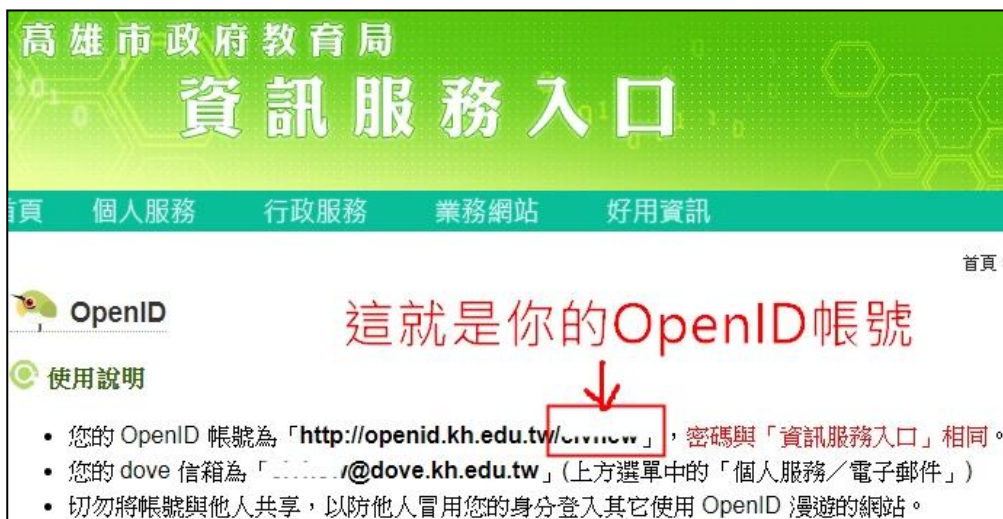 高雄市政府教育局
資訊服務入口
首頁 個人服務 行政服務 業務網站 好用資訊
首頁
OpenID
這就是你的OpenID帳號
使用說明
您的 OpenID 帳號為「http://openid.kh.edu.tw/ 」,密碼與「資訊服務入口」相同。
您的 dove 信箱為「 @dove.kh.edu.tw」(上方選單中的「個人服務/電子郵件」)
切勿將帳號與他人共享,以防他人冒用您的身分登入其它使用 OpenID 漫遊的網站。